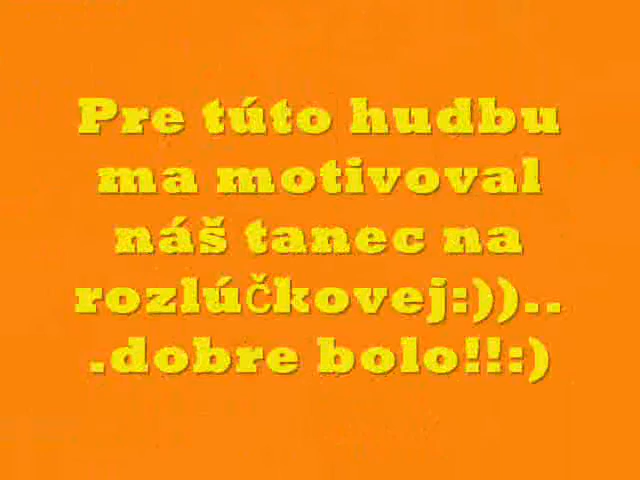 Pre túto hudbu
ma motivoval
náš tanec na
rozlúčkovej:))..
.dobre bolo!!:)